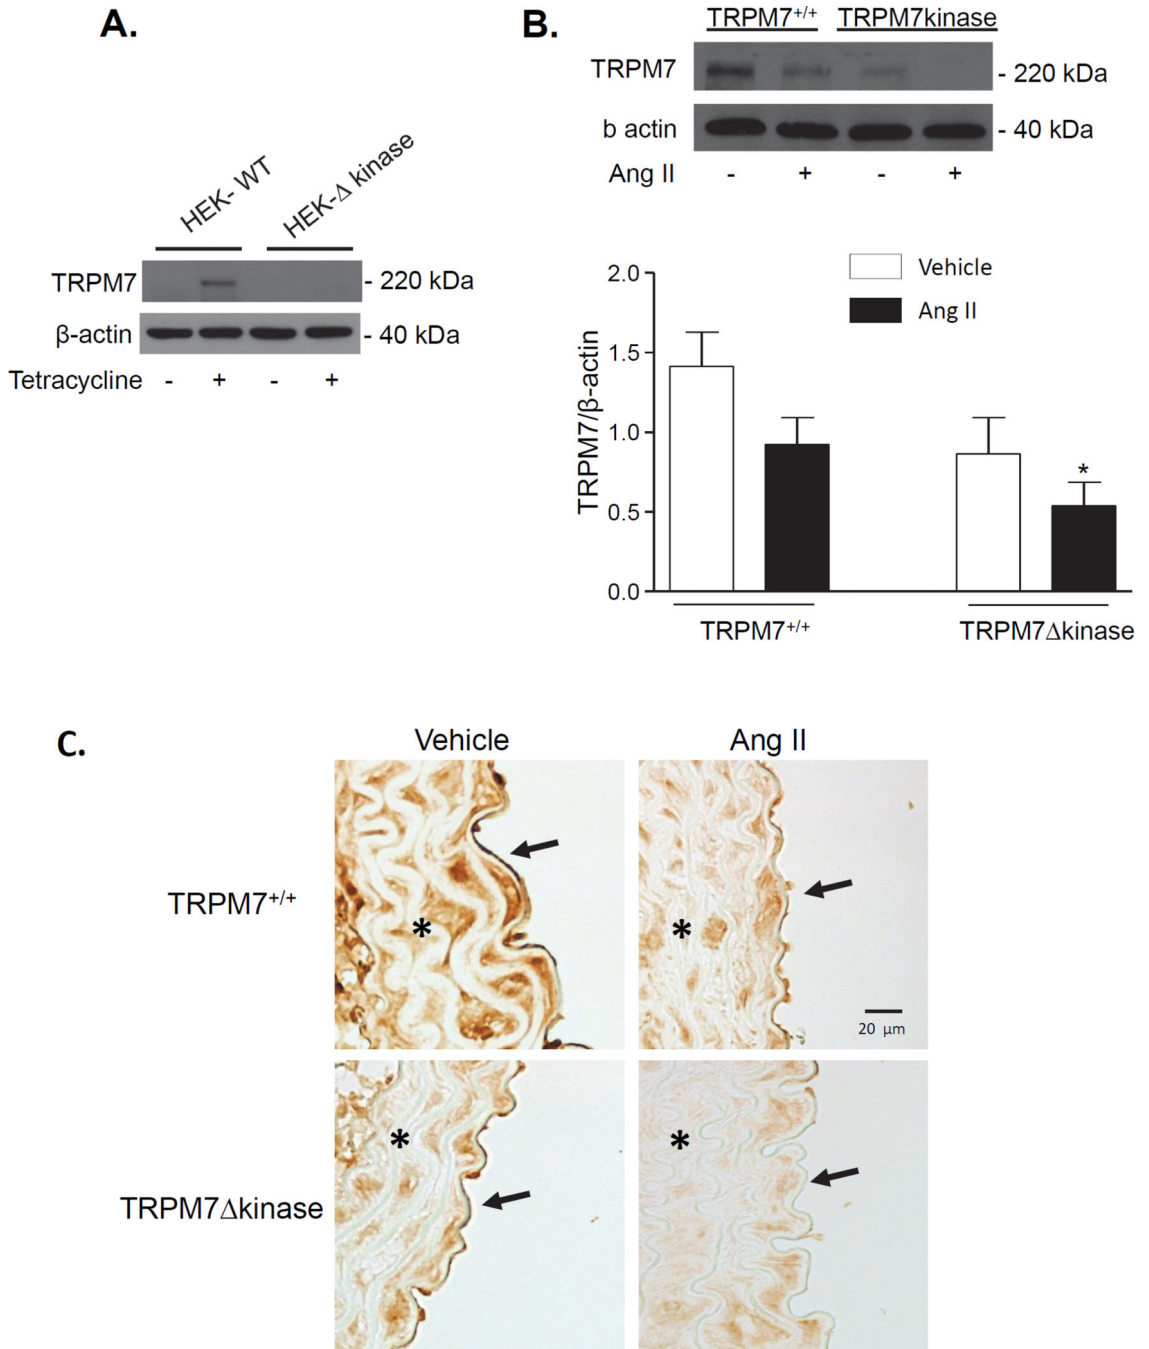 A.
HEK- WT
HEK-Δ kinase
TRPM7
- 220 kDa
β-actin
- 40 kDa
Tetracycline - + - +
B.
TRPM7+/+ TRPM7kinase
TRPM7
- 220 kDa
b actin
- 40 kDa
Ang II - + - +
2.0
1.5
1.0
0.5
0.0
TRPM7/β-actin
Vehicle
Ang II
*
TRPM7+/+
TRPM7Δkinase
C.
Vehicle
Ang II
TRPM7+/+
*
*
20 μm
TRPM7Δkinase
*
*